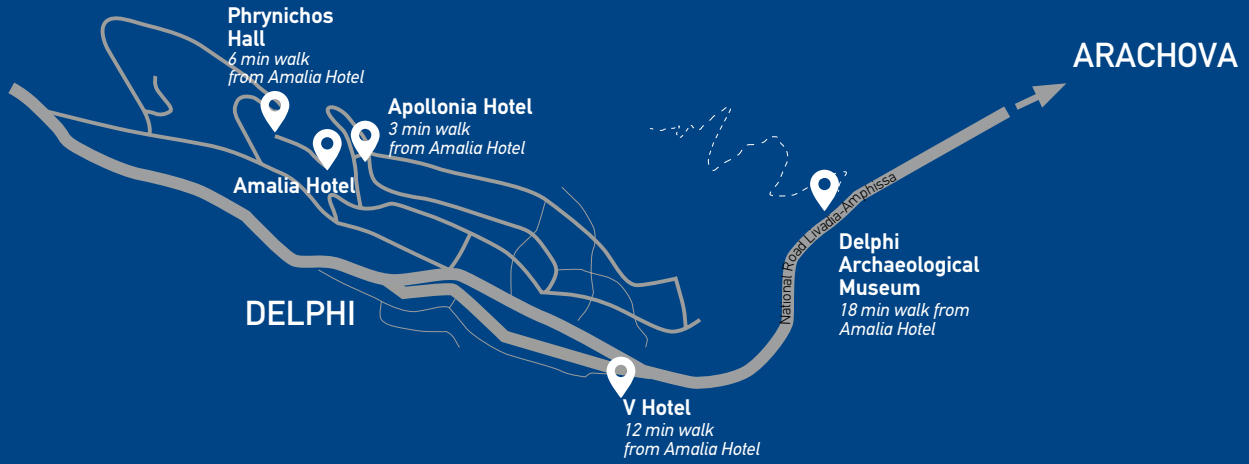 Phrynichos
Hall
6 min walk
from Amalia Hotel
ARACHOVA
Apollonia Hotel
3 min walk
from Amalia Hotel
Amalia Hotel
National Road Livadia-Amphissa
Delphi
Archaeological
Museum
18 min walk from
Amalia Hotel
DELPHI
V Hotel
12 min walk
from Amalia Hotel